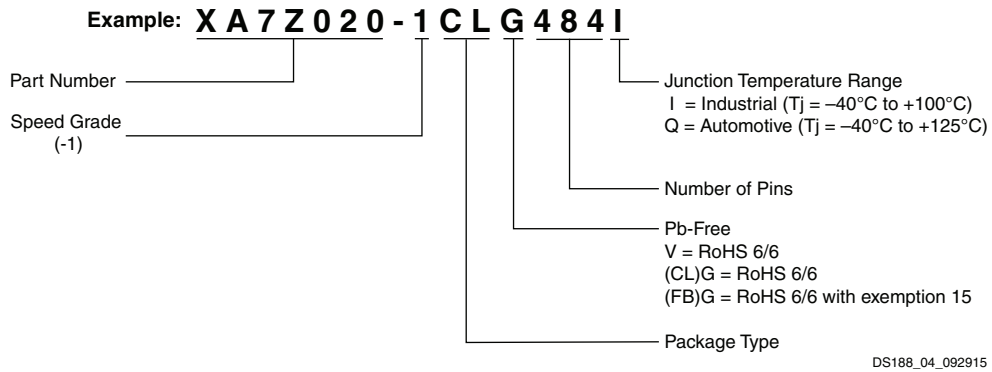 Example: XA7Z020-1CLG484I
Part Number
Speed Grade
(-1)
Junction Temperature Range
I = Industrial (Tj = –40°C to +100°C)
Q = Automotive (Tj = –40°C to +125°C)
Number of Pins
Pb-Free
V = RoHS 6/6
(CL)G = RoHS 6/6
(FB)G = RoHS 6/6 with exemption 15
Package Type
DS188_04_092915